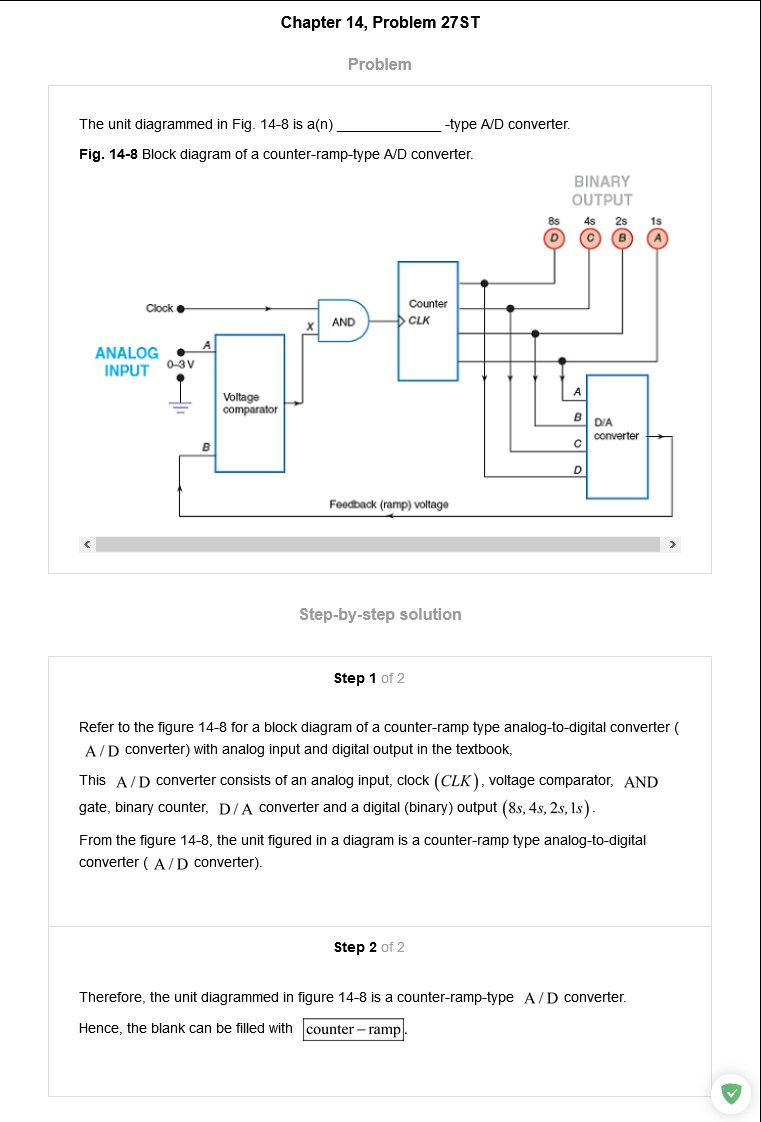 Chapter 14, Problem 27ST
Problem
The unit diagrammed in Fig. 14-8 is a(n) _____________ -type A/D converter.
Fig. 14-8 Block diagram of a counter-ramp-type A/D converter.
BINARY
OUTPUT
8s 4s 2s 1s
D C B A
Clock
Counter
CLK
X
AND
ANALOG
INPUT
0–3 V
A
Voltage
comparator
B
A
B
C
D
D/A
converter
Feedback (ramp) voltage
< >
Step-by-step solution
Step 1 of 2
Refer to the figure 14-8 for a block diagram of a counter-ramp type analog-to-digital converter (
A/D converter) with analog input and digital output in the textbook,
This A/D converter consists of an analog input, clock (CLK), voltage comparator, AND
gate, binary counter, D/A converter and a digital (binary) output (8s, 4s, 2s, 1s).
From the figure 14-8, the unit figured in a diagram is a counter-ramp type analog-to-digital
converter ( A/D converter).
Step 2 of 2
Therefore, the unit diagrammed in figure 14-8 is a counter-ramp-type A/D converter.
Hence, the blank can be filled with counter – ramp.